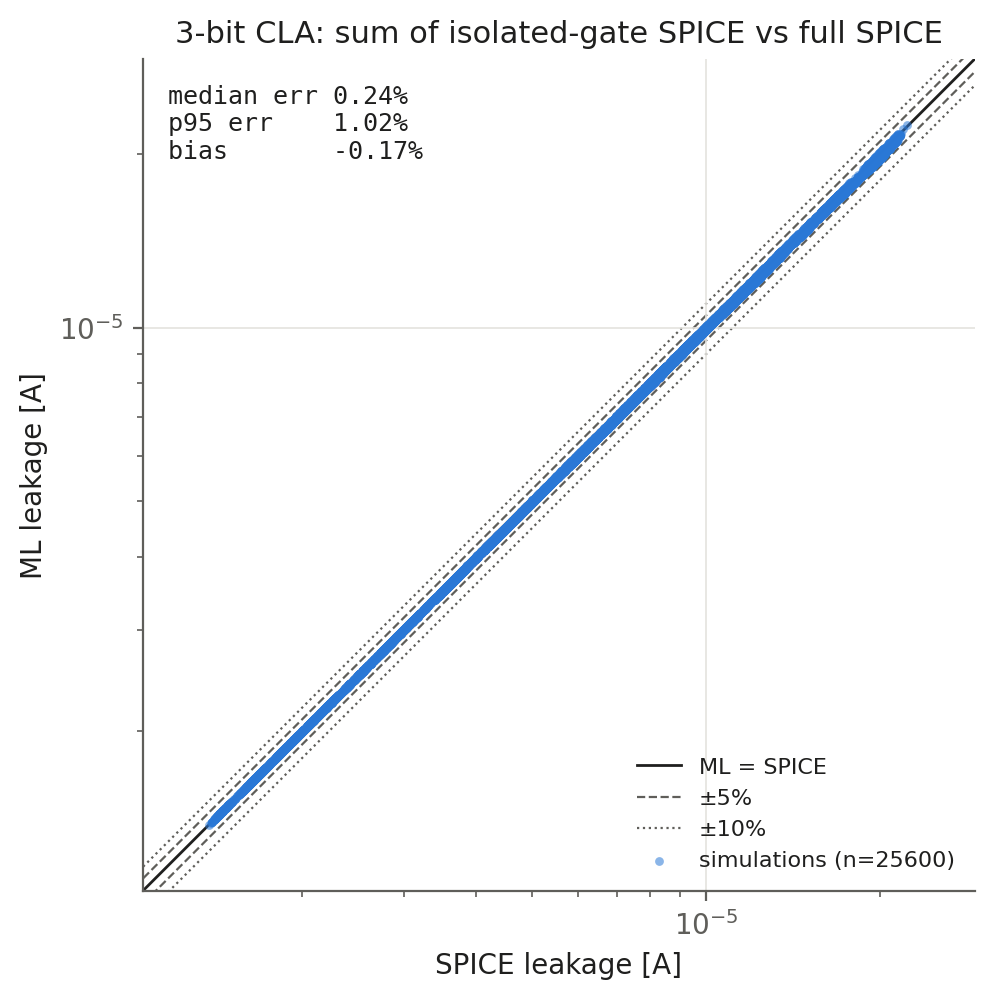 3-bit CLA: sum of isolated-gate SPICE vs full SPICE
median err 0.24%
p95 err 1.02%
bias -0.17%
10⁻⁵
ML leakage [A]
ML = SPICE
±5%
±10%
simulations (n=25600)
10⁻⁵
SPICE leakage [A]